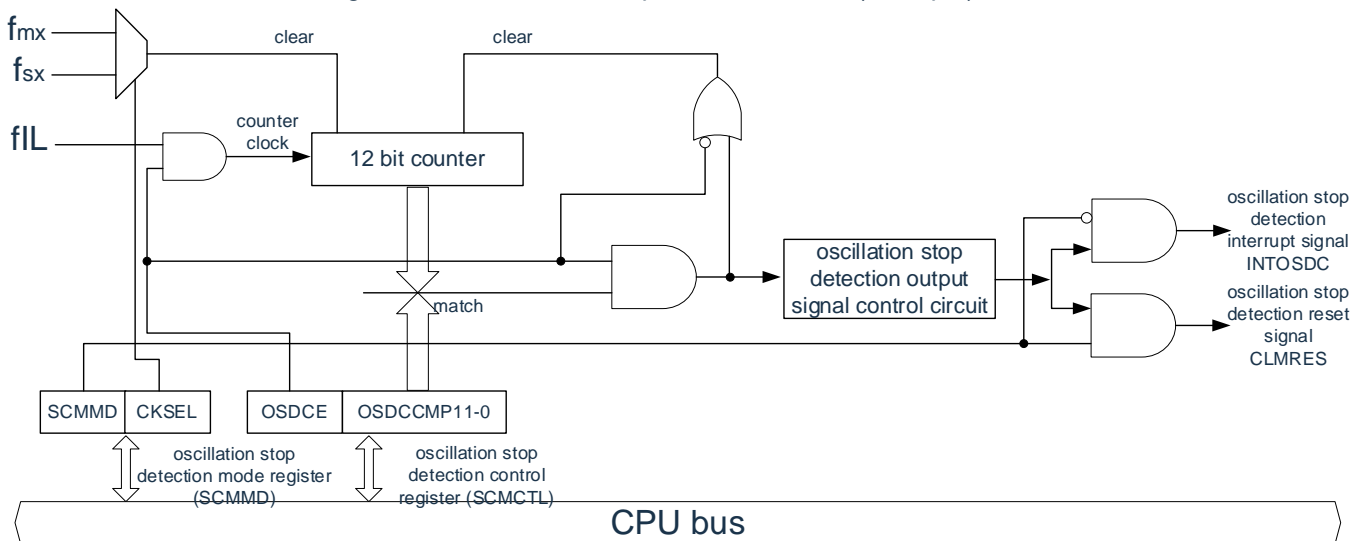 fmx
fsx
fIL
clear
clear
counter
clock
12 bit counter
match
oscillation stop
detection output
signal control circuit
oscillation stop
detection
interrupt signal
INTOSDC
oscillation stop
detection reset
signal
CLMRES
SCMMD
CKSEL
OSDCE
OSDCCMP11-0
oscillation stop
detection mode register
(SCMMD)
oscillation stop
detection control
register (SCMCTL)
CPU bus